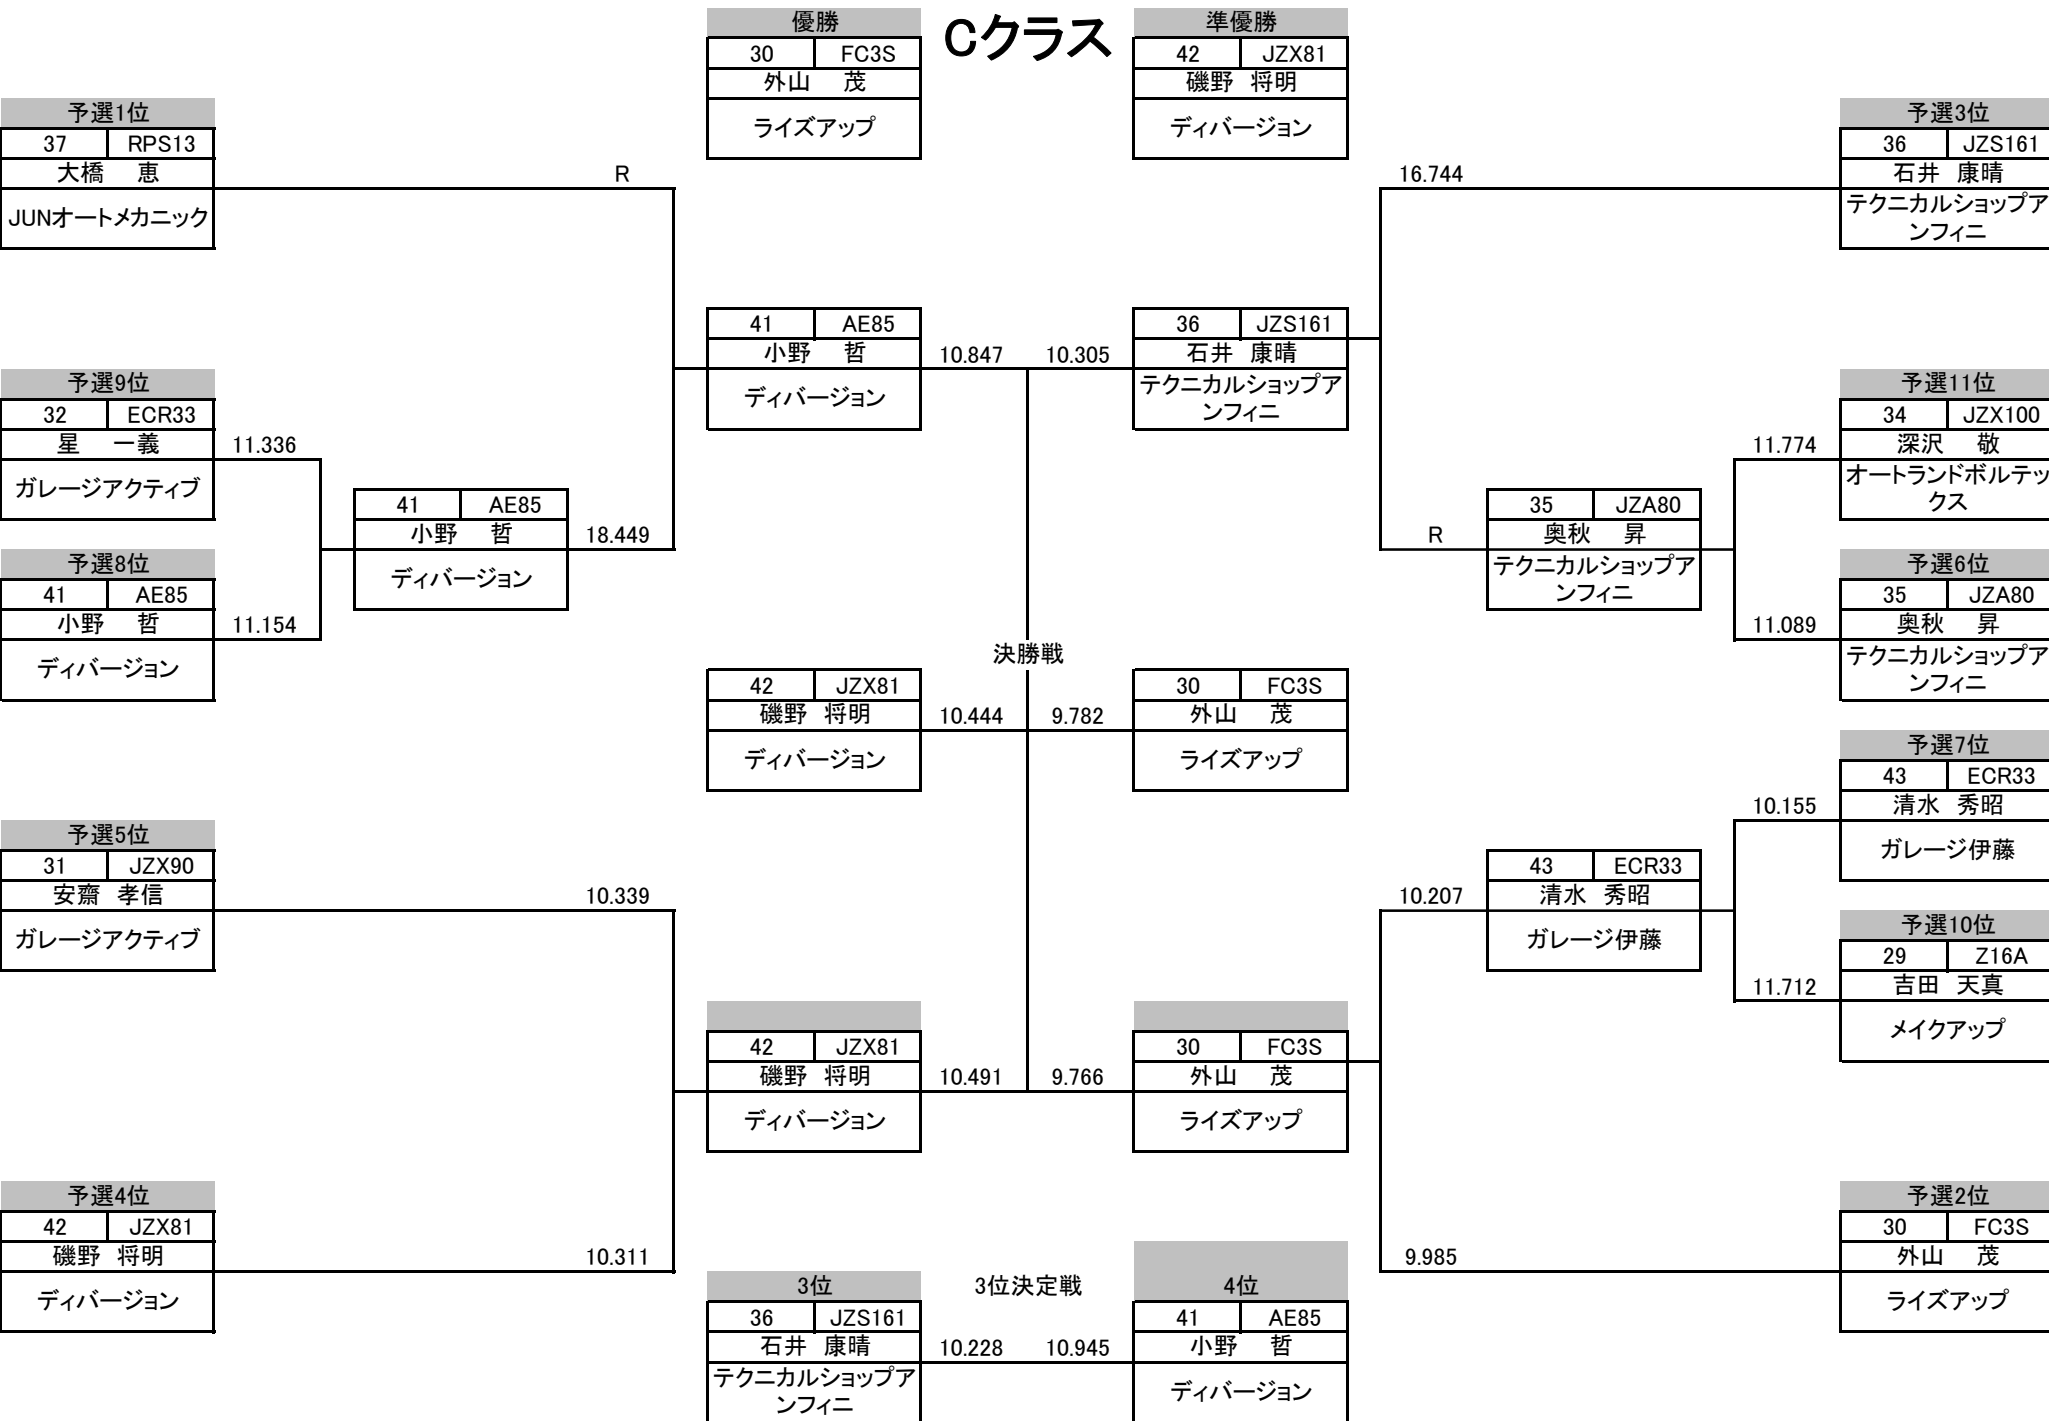 Cクラス
優勝
30 FC3S
外山 茂
ライズアップ
準優勝
42 JZX81
磯野 将明
ディバージョン
予選1位
37 RPS13
大橋 恵
JUNオートメカニック
R
予選9位
32 ECR33
星 一義
ガレージアクティブ
11.336
予選8位
41 AE85
小野 哲
ディバージョン
11.154
41 AE85
小野 哲
ディバージョン
18.449
41 AE85
小野 哲
ディバージョン
10.847 10.305
36 JZS161
石井 康晴
テクニカルショップア
ンフィニ
16.744
予選3位
36 JZS161
石井 康晴
テクニカルショップア
ンフィニ
予選11位
34 JZX100
深沢 敬
オートランドボルテッ
クス
11.774
35 JZA80
奥秋 昇
テクニカルショップア
ンフィニ
R
予選6位
35 JZA80
奥秋 昇
テクニカルショップア
ンフィニ
11.089
決勝戦
42 JZX81
磯野 将明
ディバージョン
10.444 9.782
30 FC3S
外山 茂
ライズアップ
予選5位
31 JZX90
安齋 孝信
ガレージアクティブ
10.339
予選7位
43 ECR33
清水 秀昭
ガレージ伊藤
10.155
43 ECR33
清水 秀昭
ガレージ伊藤
10.207
予選10位
29 Z16A
吉田 天真
メイクアップ
11.712
42 JZX81
磯野 将明
ディバージョン
10.491 9.766
30 FC3S
外山 茂
ライズアップ
予選4位
42 JZX81
磯野 将明
ディバージョン
10.311
9.985
予選2位
30 FC3S
外山 茂
ライズアップ
3位決定戦
3位
36 JZS161
石井 康晴
テクニカルショップア
ンフィニ
10.228 10.945
4位
41 AE85
小野 哲
ディバージョン